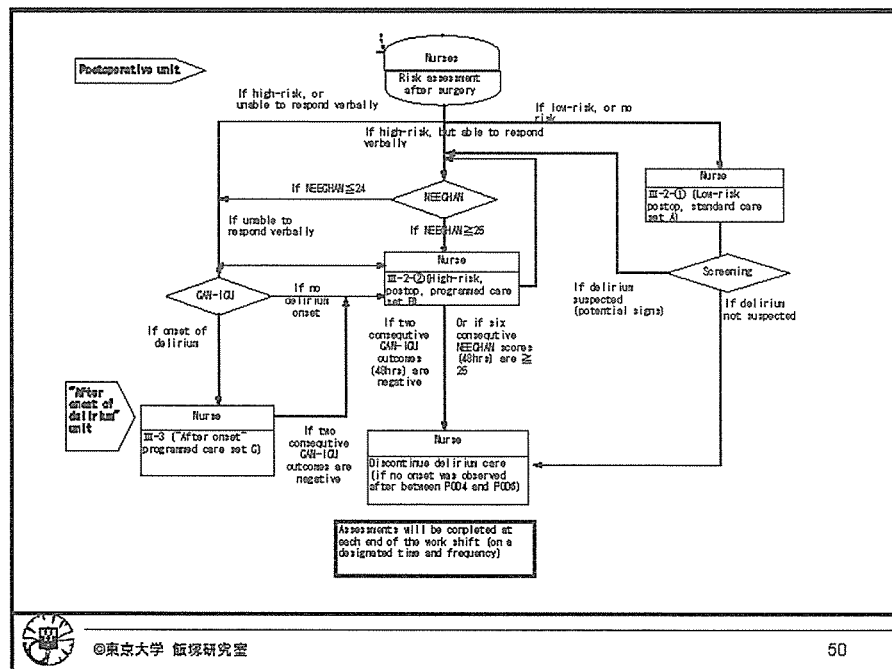 Postoperative unit
Nurses
Risk assessment
after surgery
If high-risk, or
unable to respond verbally
If low-risk, or no
risk
If high-risk, but able to respond
verbally
Nurse
III-2-① (Low-risk
postop, standard care
set A)
If NEECHAN≦24
NEECHAN
If unable to
respond verbally
If NEECHAN≧25
Nurse
III-2-②(High-risk,
postop, programmed care
set B)
Screening
CAM-ICU
If no
delirium
onset
If delirium
suspected
(potential signs)
If delirium
not suspected
If onset of
delirium
If two
consequtive
CAM-ICU
outcomes
(48hrs) are
negative
Or if six
consequtive
NEECHAN scores
(48hrs) are ≧
25
"After
onset of
delirium"
unit
Nurse
III-3 ("After onset"
programmed care set C)
If two
consequtive
CAM-ICU
outcomes are
negative
Nurse
Discontinue delirium care
(if no onset was observed
after between POD4 and POD5)
Assessments will be completed at
each end of the work shift (on a
designated time and frequency)
©東京大学 飯塚研究室
50